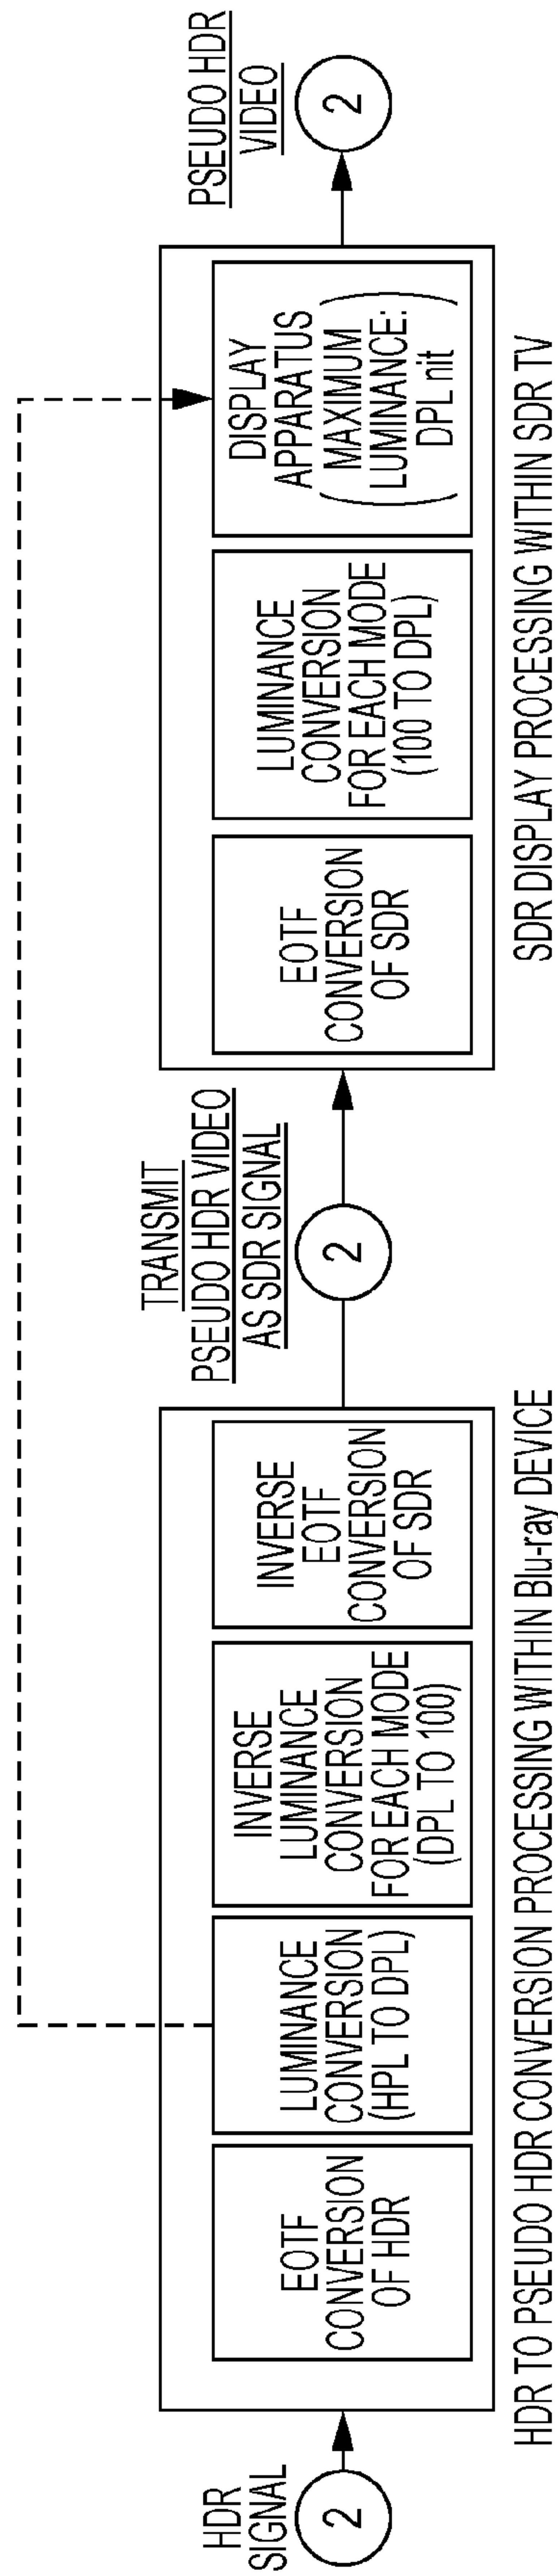 HDR
SIGNAL
2
EOTF
CONVERSION
OF HDR
LUMINANCE
CONVERSION
(HPL TO DPL)
INVERSE
LUMINANCE
CONVERSION
FOR EACH MODE
(DPL TO 100)
INVERSE
EOTF
CONVERSION
OF SDR
HDR TO PSEUDO HDR CONVERSION PROCESSING WITHIN Blu-ray DEVICE
TRANSMIT
PSEUDO HDR VIDEO
AS SDR SIGNAL
2
EOTF
CONVERSION
OF SDR
LUMINANCE
CONVERSION
FOR EACH MODE
(100 TO DPL)
DISPLAY
APPARATUS
(MAXIMUM
LUMINANCE:
DPL nit)
SDR DISPLAY PROCESSING WITHIN SDR TV
PSEUDO HDR
VIDEO
2